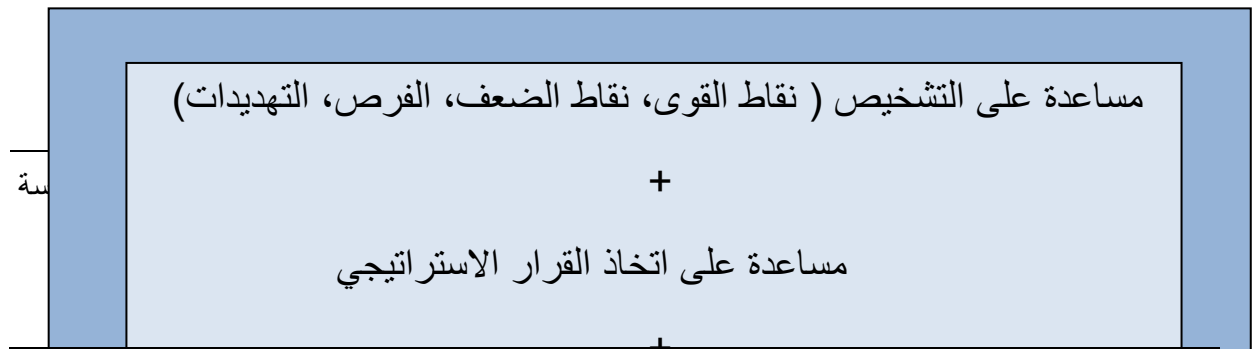 مساعدة على التشخيص ( نقاط القوى، نقاط الضعف، الفرص، التهديدات)
+
مساعدة على اتخاذ القرار الاستراتيجي
+